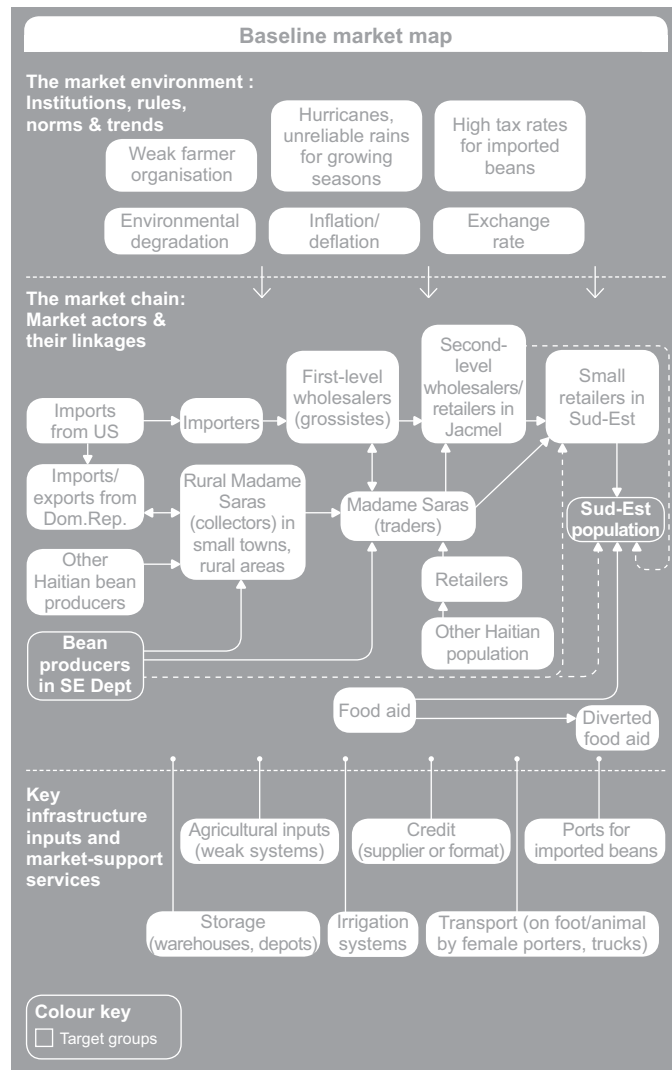 Baseline market map
The market environment :
Institutions, rules,
norms & trends
Weak farmer
organisation
Hurricanes,
unreliable rains
for growing
seasons
High tax rates
for imported
beans
Environmental
degradation
Inflation/
deflation
Exchange
rate
The market chain:
Market actors &
their linkages
Imports
from US
Importers
First-level
wholesalers
(grossistes)
Second-
level
wholesalers/
retailers in
Jacmel
Small
retailers in
Sud-Est
Imports/
exports from
Dom.Rep.
Rural Madame
Saras
(collectors) in
small towns,
rural areas
Madame Saras
(traders)
Sud-Est
population
Other
Haitian bean
producers
Retailers
Other Haitian
population
Bean
producers
in SE Dept
Food aid
Diverted
food aid
Key
infrastructure
inputs and
market-support
services
Agricultural inputs
(weak systems)
Credit
(supplier or format)
Ports for
imported beans
Storage
(warehouses, depots)
Irrigation
systems
Transport (on foot/animal
by female porters, trucks)
Colour key
Target groups